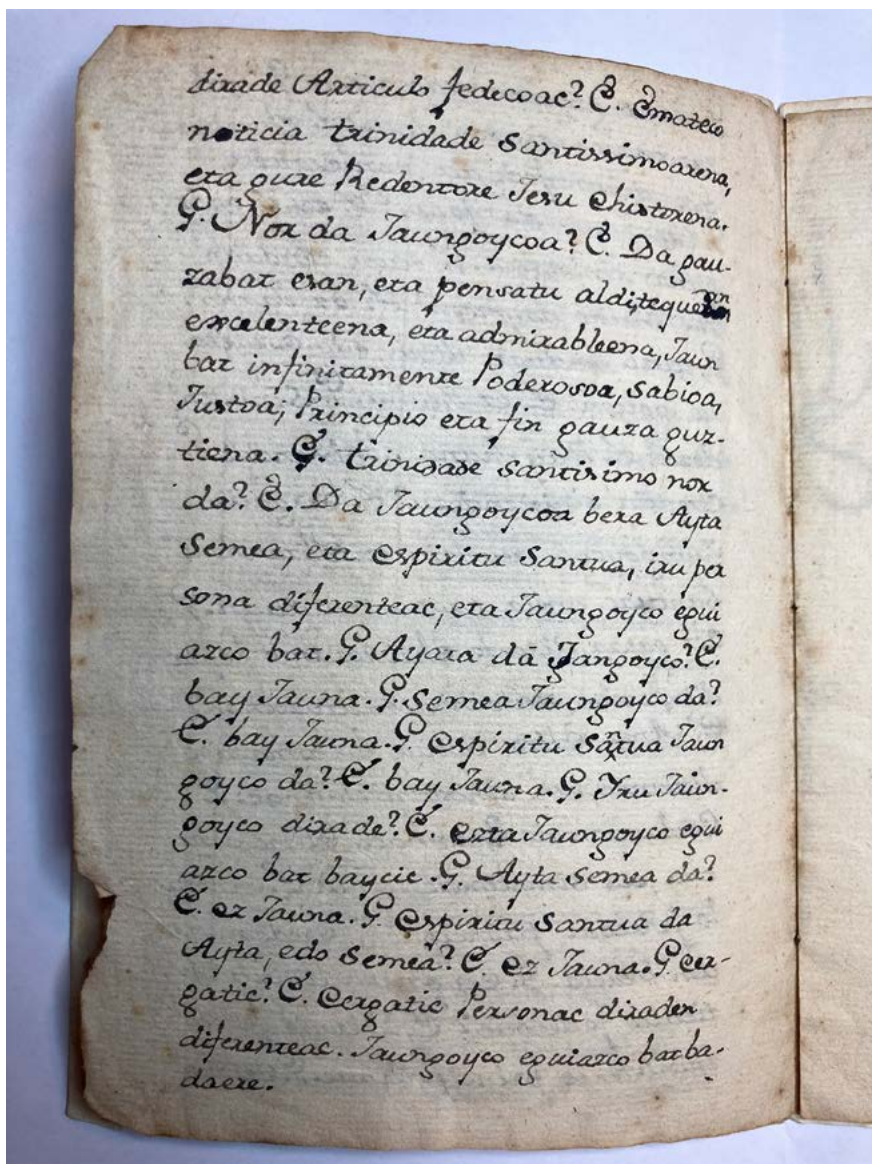 dirade Articulo fedecoac? E. Emateco
noticia trinidade Santissimoarena,
eta gure Redentore Jesu Christorena.
G. Nor da Jaungoycoa? E. Da gau-
zabat esan, eta pensatu alditequean
excelenteena, eta admirableena, Jaun
bat infinitamente Poderosoa, Sabioa,
Justoa; Principio eta fin gauza guz-
tiena. G. trinidade santisimo nor
da? E. Da Jaungoycoa bera Ayta
Semea, eta Espiritu Santua, iru per
sona diferenteac, eta Jaungoyco egui
azco bat. G. Ayara da Jangoyco? E.
bay Jauna. G. Semea Jaungoyco da?
E. bay Jauna. G. Espiritu Santua Jaun
goyco da? E. bay Jauna. G. Yru Jaun-
goyco dirade? E. Ezta Jaungoyco egui
azco bat baycic. G. Ayta Semea da?
E. ez Jauna. G. Espiritu Santua da
Ayta, edo Semea? E. ez Jauna. G. Cer-
gatic? E. Cergatic Personac diraden
diferenteac. Jaungoyco eguiazco bat ba-
daere.